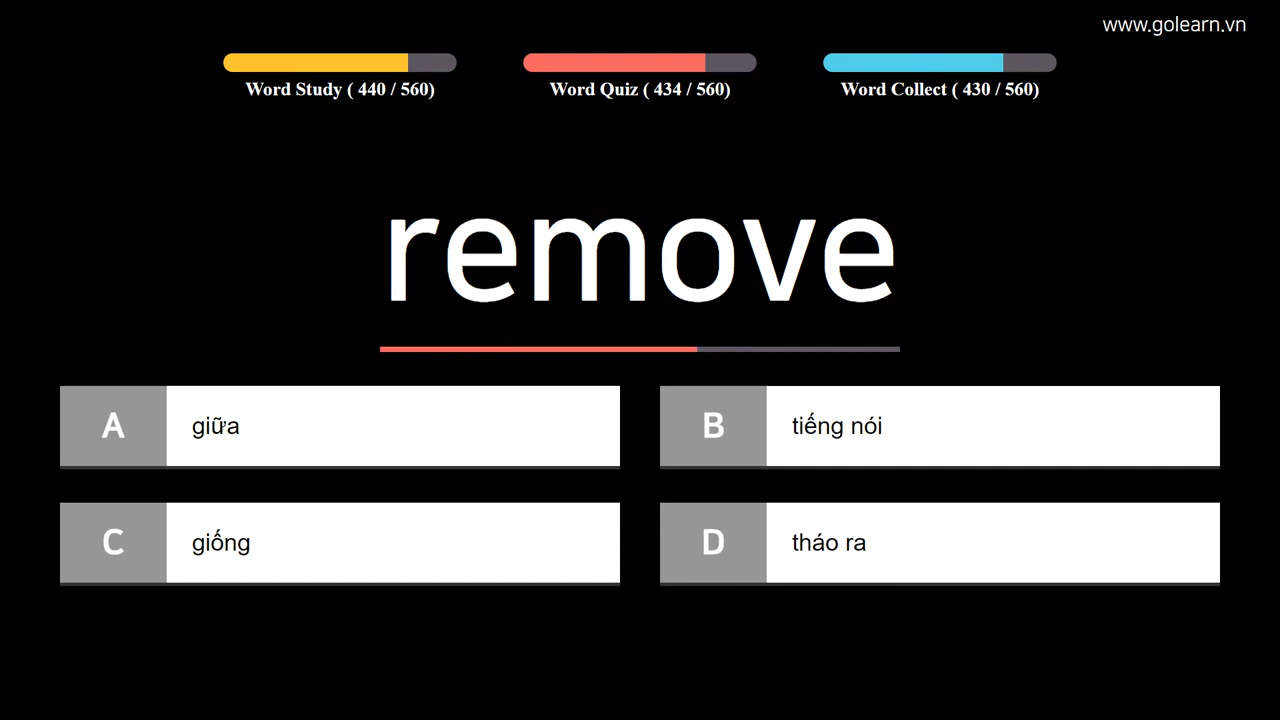 www.golearn.vn
Word Study ( 440 / 560)
Word Quiz ( 434 / 560)
Word Collect ( 430 / 560)
remove
A giữa
B tiếng nói
C giống
D tháo ra